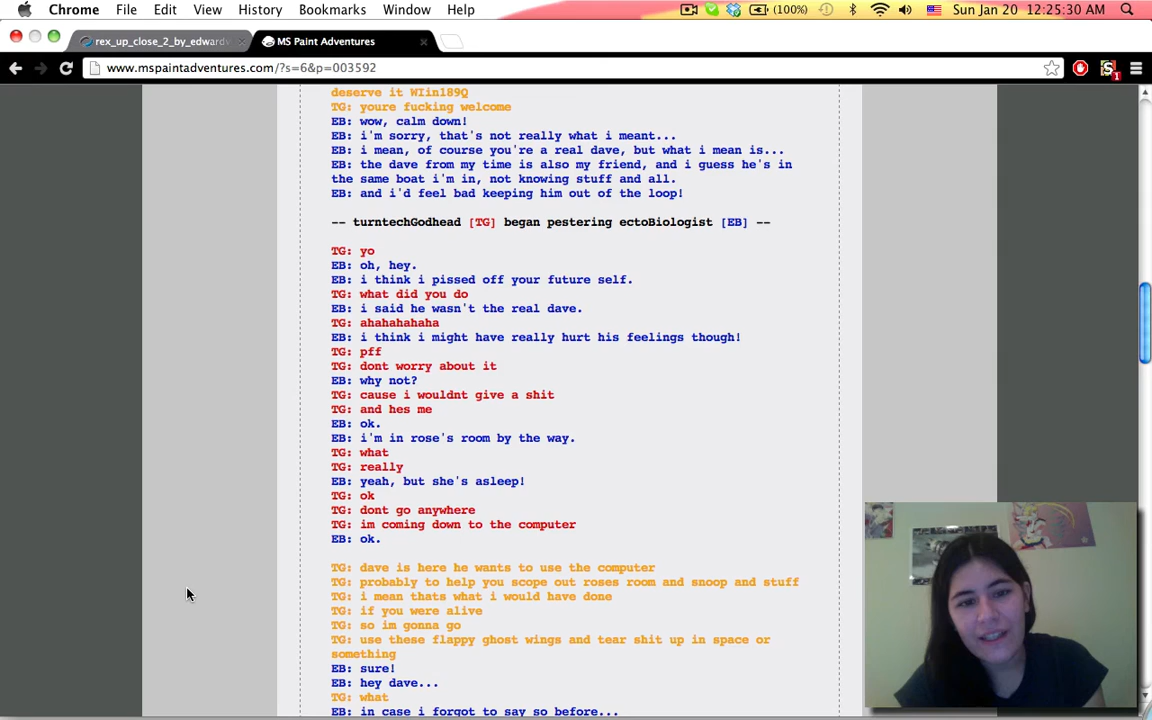 Chrome File Edit View History Bookmarks Window Help (100%) Sun Jan 20 12:25:30 AM
rex_up_close_2_by_edwardv MS Paint Adventures
www.mspaintadventures.com/?s=6&p=003592
deserve it WIin189Q
TG: youre fucking welcome
EB: wow, calm down!
EB: i'm sorry, that's not really what i meant...
EB: i mean, of course you're a real dave, but what i mean is...
EB: the dave from my time is also my friend, and i guess he's in
the same boat i'm in, not knowing stuff and all.
EB: and i'd feel bad keeping him out of the loop!
-- turntechGodhead [TG] began pestering ectoBiologist [EB] --
TG: yo
EB: oh, hey.
EB: i think i pissed off your future self.
TG: what did you do
EB: i said he wasn't the real dave.
TG: ahahahahaha
EB: i think i might have really hurt his feelings though!
TG: pff
TG: dont worry about it
EB: why not?
TG: cause i wouldnt give a shit
TG: and hes me
EB: ok.
EB: i'm in rose's room by the way.
TG: what
TG: really
EB: yeah, but she's asleep!
TG: ok
TG: dont go anywhere
TG: im coming down to the computer
EB: ok.
TG: dave is here he wants to use the computer
TG: probably to help you scope out roses room and snoop and stuff
TG: i mean thats what i would have done
TG: if you were alive
TG: so im gonna go
TG: use these flappy ghost wings and tear shit up in space or
something
EB: sure!
EB: hey dave...
TG: what
EB: in case i forgot to say so before...